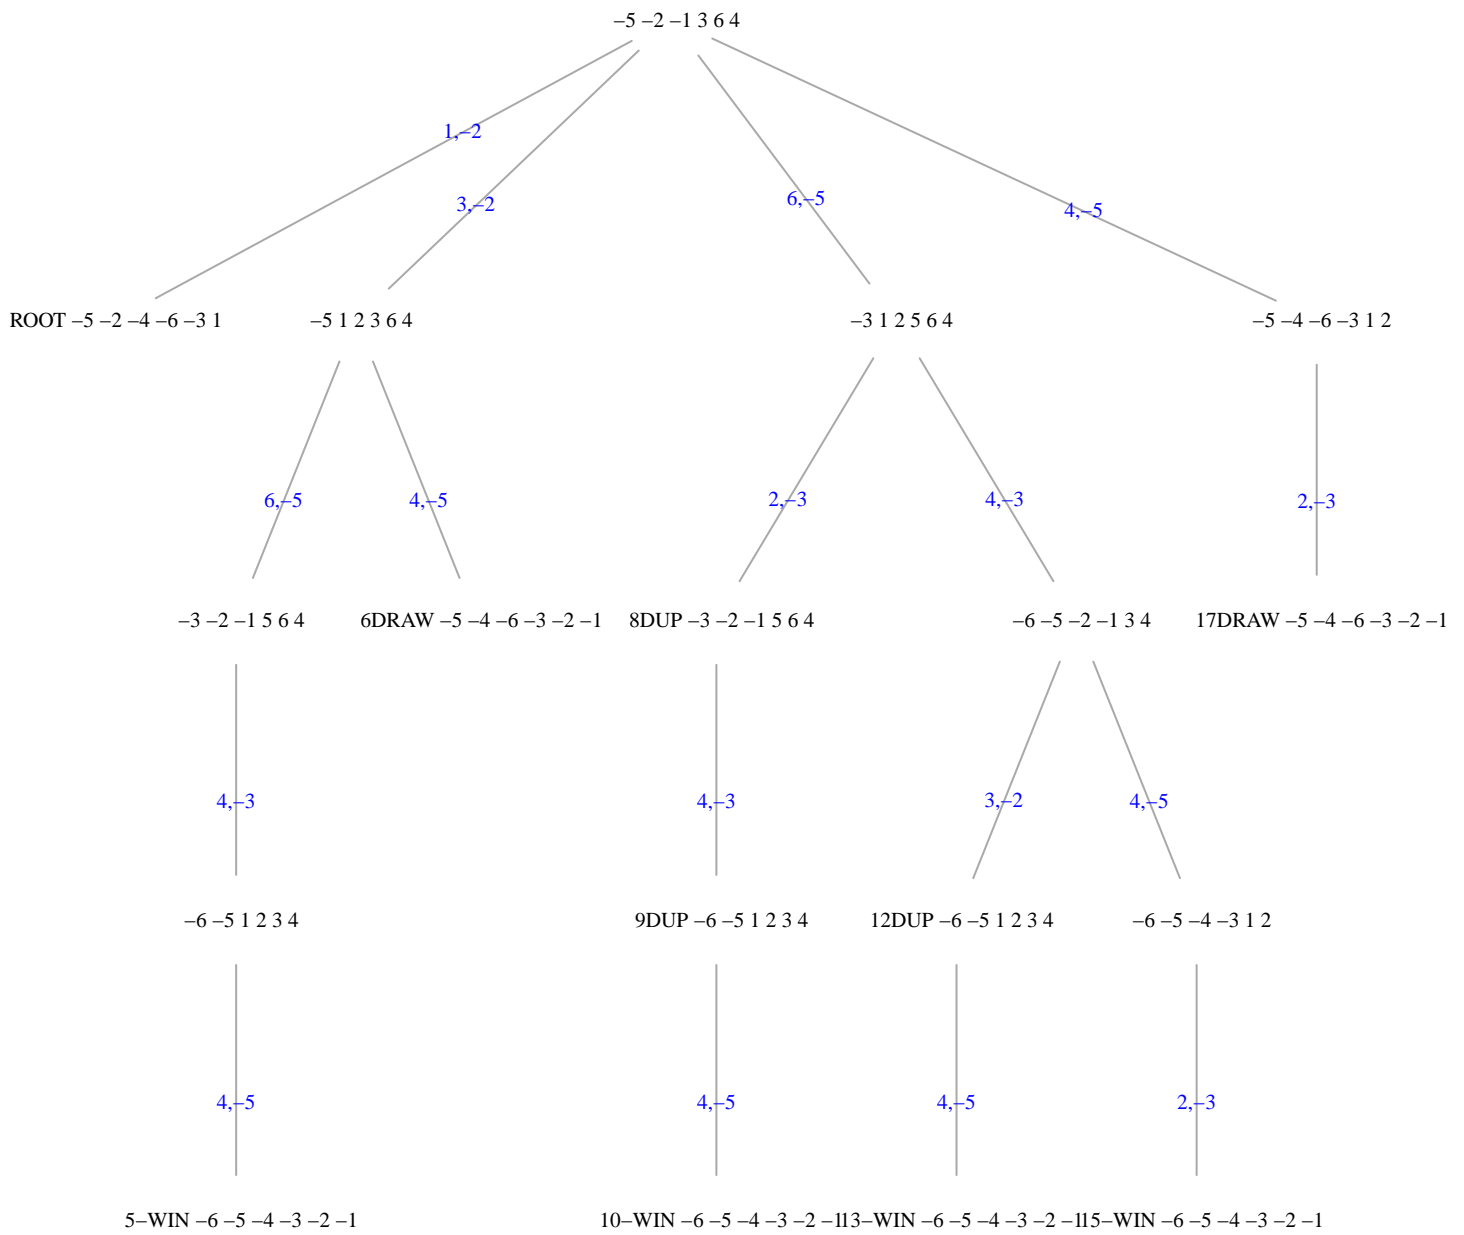 −5 −2 −1 3 6 4
1,−2
3,−2
6,−5
4,−5
ROOT −5 −2 −4 −6 −3 1
−5 1 2 3 6 4
−3 1 2 5 6 4
−5 −4 −6 −3 1 2
6,−5
4,−5
2,−3
4,−3
2,−3
−3 −2 −1 5 6 4
6DRAW −5 −4 −6 −3 −2 −1
8DUP −3 −2 −1 5 6 4
−6 −5 −2 −1 3 4
17DRAW −5 −4 −6 −3 −2 −1
4,−3
4,−3
3,−2
4,−5
−6 −5 1 2 3 4
9DUP −6 −5 1 2 3 4
12DUP −6 −5 1 2 3 4
−6 −5 −4 −3 1 2
4,−5
4,−5
4,−5
2,−3
5−WIN −6 −5 −4 −3 −2 −1
10−WIN −6 −5 −4 −3 −2 −1
13−WIN −6 −5 −4 −3 −2 −1
15−WIN −6 −5 −4 −3 −2 −1